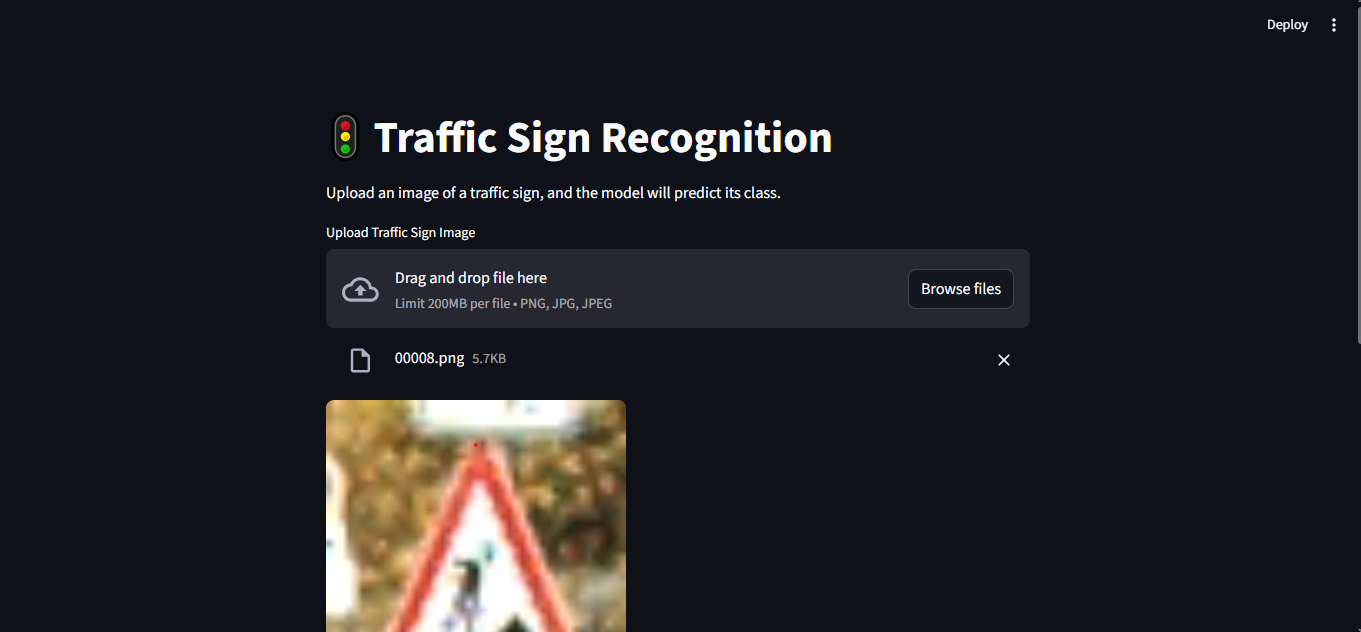 Deploy
Traffic Sign Recognition
Upload an image of a traffic sign, and the model will predict its class.
Upload Traffic Sign Image
Drag and drop file here
Limit 200MB per file • PNG, JPG, JPEG
Browse files
00008.png 5.7KB